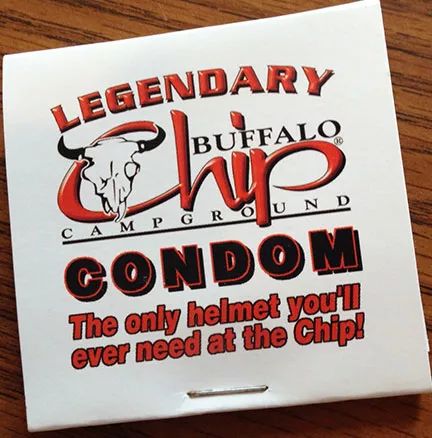 LEGENDARY
BUFFALO
Chip®
CAMPGROUND
CONDOM
The only helmet you'll
ever need at the Chip!